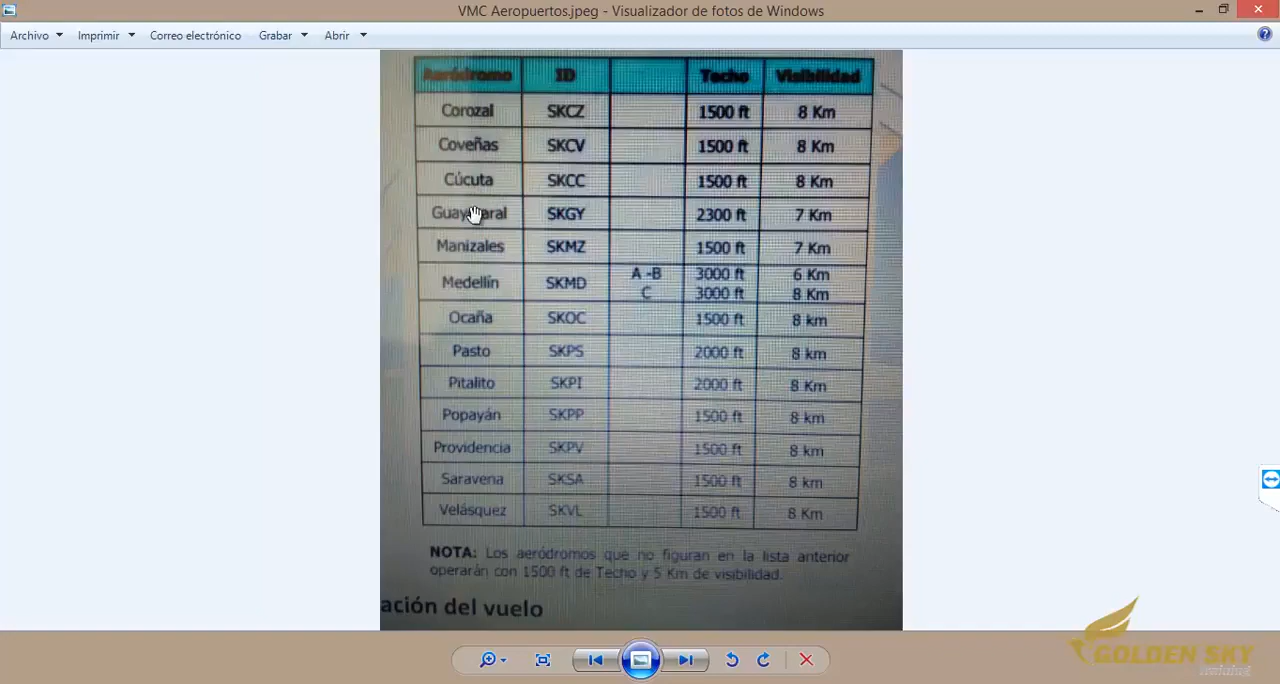 VMC Aeropuertos.jpeg - Visualizador de fotos de Windows
Archivo Imprimir Correo electrónico Grabar Abrir
Aeródromo ID Techo Visibilidad
Corozal SKCZ 1500 ft 8 Km
Coveñas SKCV 1500 ft 8 Km
Cúcuta SKCC 1500 ft 8 Km
Guaymaral SKGY 2300 ft 7 Km
Manizales SKMZ 1500 ft 7 Km
Medellín SKMD A -B 3000 ft 6 Km
C 3000 ft 8 Km
Ocaña SKOC 1500 ft 8 km
Pasto SKPS 2000 ft 8 km
Pitalito SKPI 2000 ft 8 Km
Popayán SKPP 1500 ft 8 km
Providencia SKPV 1500 ft 8 km
Saravena SKSA 1500 ft 8 km
Velásquez SKVL 1500 ft 8 Km
NOTA: Los aeródromos que no figuran en la lista anterior
operarán con 1500 ft de Techo y 5 Km de visibilidad.
ación del vuelo
GOLDEN SKY